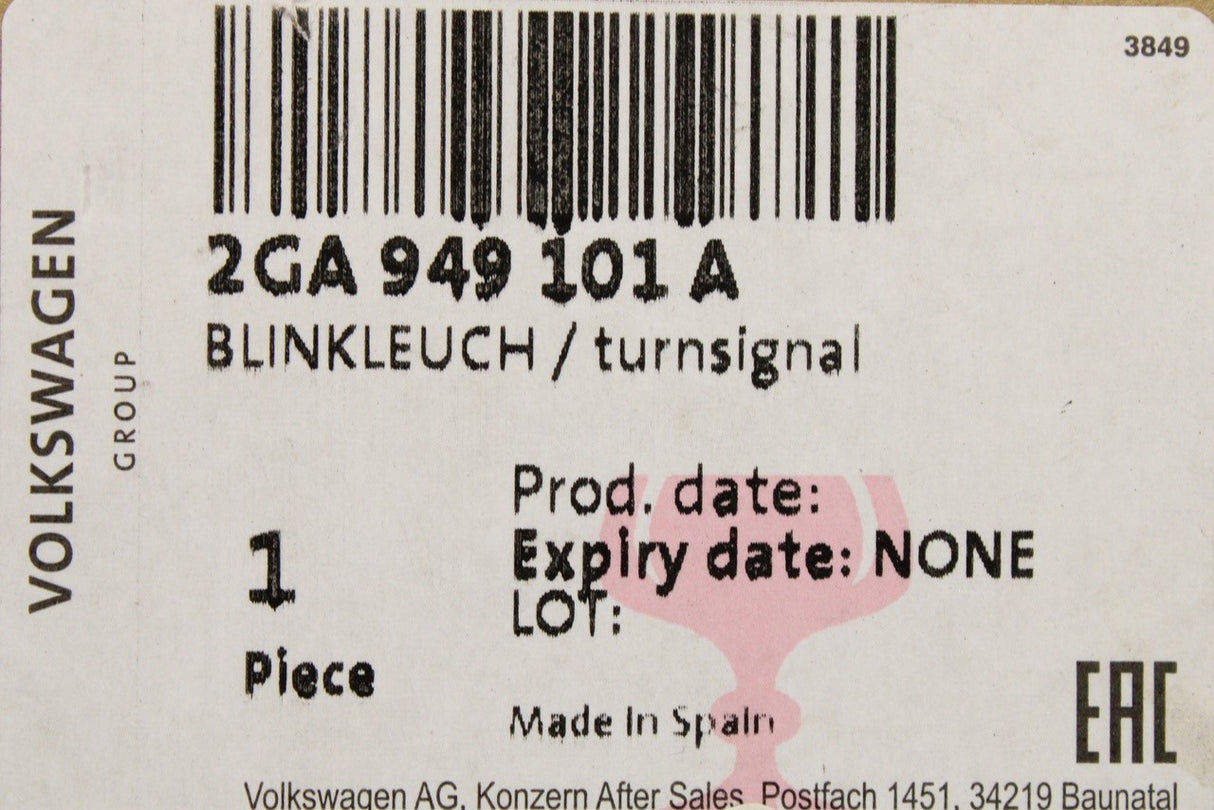 3849
VOLKSWAGEN
GROUP
2GA 949 101 A
BLINKLEUCH / turnsignal
Prod. date:
Expiry date: NONE
LOT:
1
Piece
Made In Spain
EAC
Volkswagen AG, Konzern After Sales, Postfach 1451, 34219 Baunatal